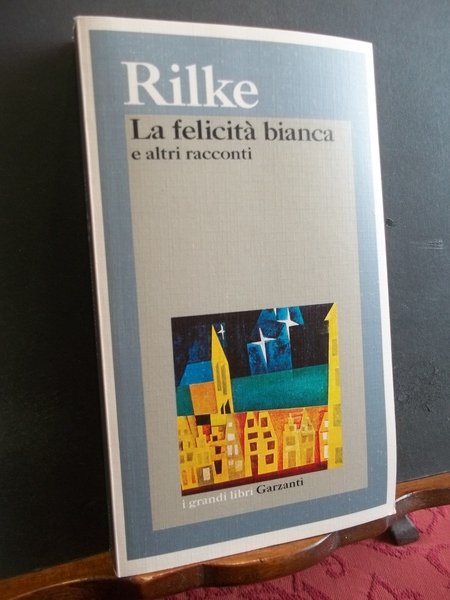 Rilke
La felicità bianca
e altri racconti
i grandi libri Garzanti